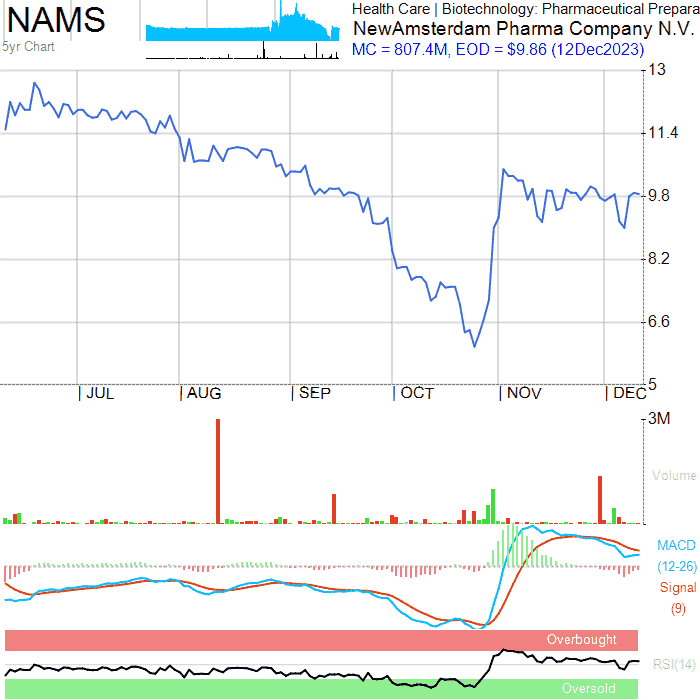 NAMS
5yr Chart
Health Care | Biotechnology: Pharmaceutical Prepara
NewAmsterdam Pharma Company N.V.
MC = 807.4M, EOD = $9.86 (12Dec2023)
13
11.4
9.8
8.2
6.6
5
| JUL | AUG | SEP | OCT | NOV | DEC
3M
Volume
MACD
(12-26)
Signal
(9)
Overbought
RSI(14)
Oversold